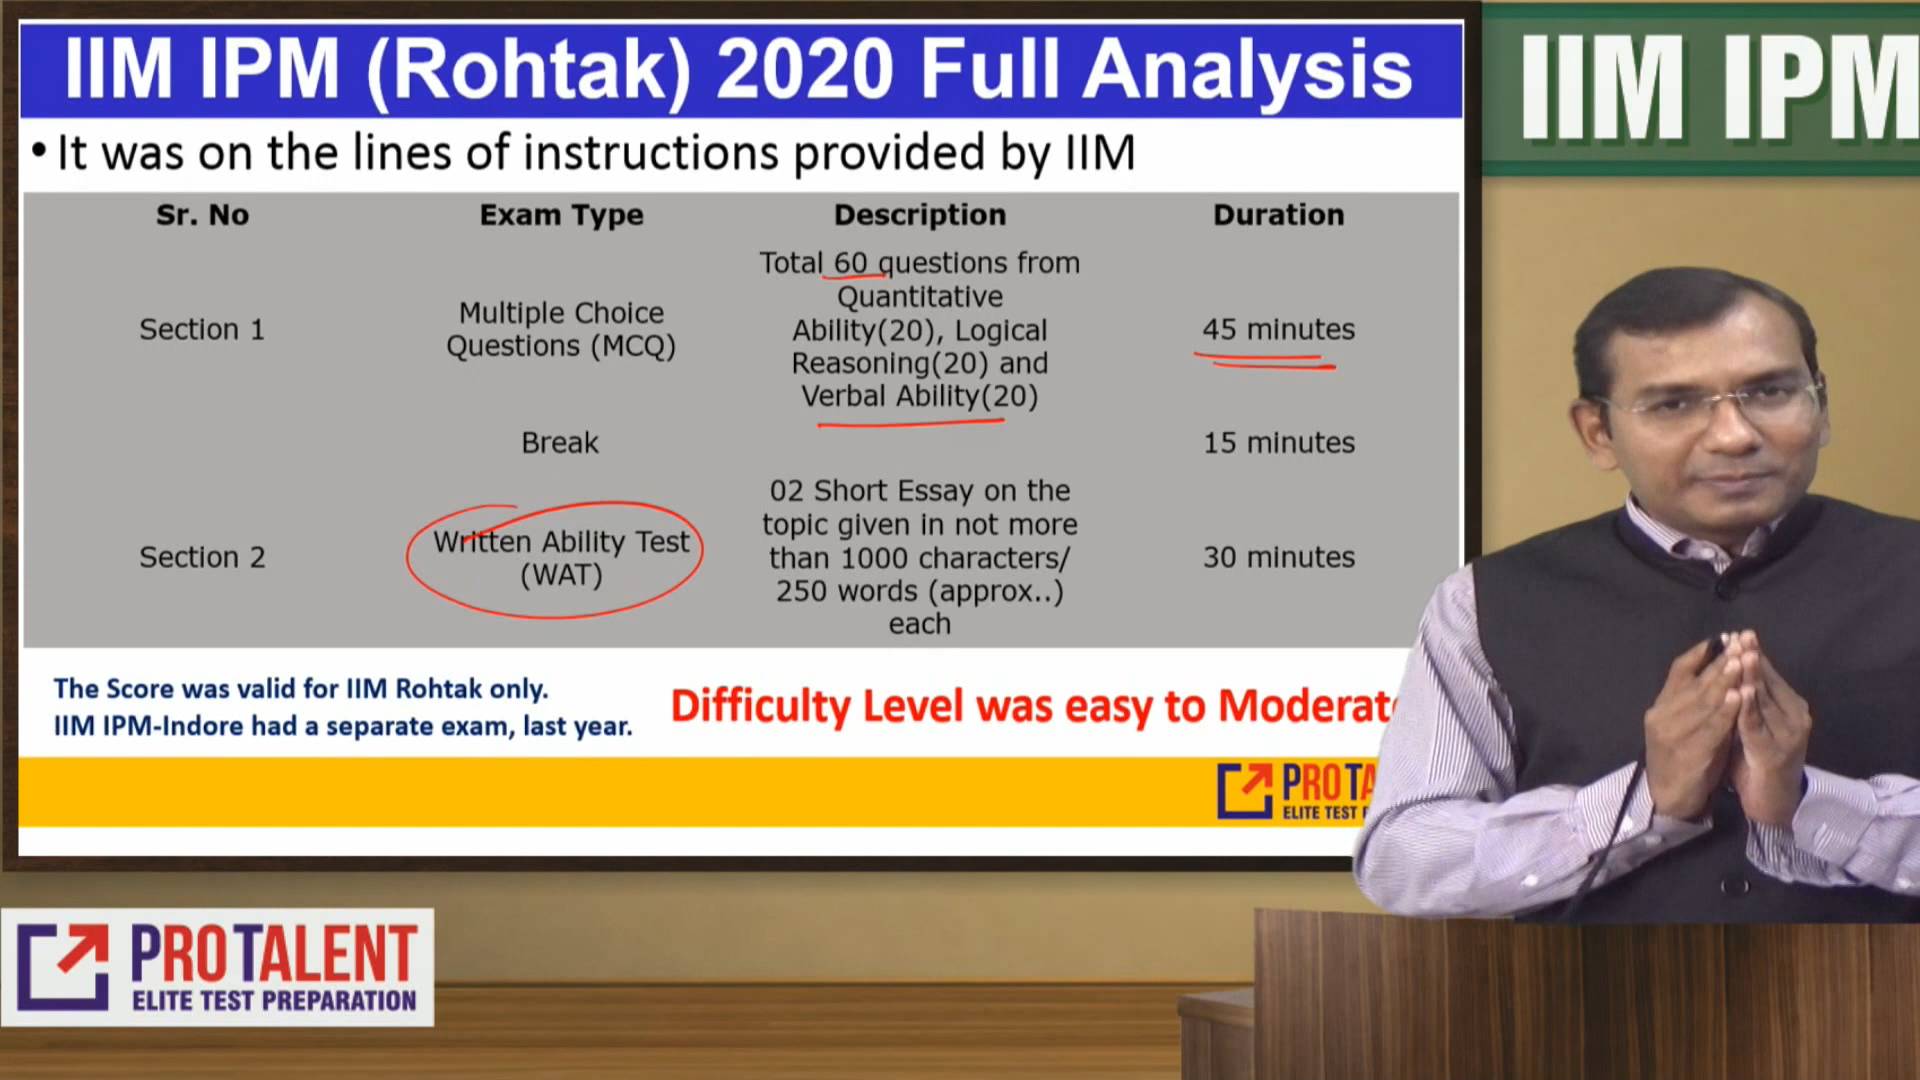 IIM IPM (Rohtak) 2020 Full Analysis
IIM IPM
• It was on the lines of instructions provided by IIM
Sr. No Exam Type Description Duration
Section 1
Multiple Choice
Questions (MCQ)
Total 60 questions from
Quantitative
Ability(20), Logical
Reasoning(20) and
Verbal Ability(20)
45 minutes
Break
15 minutes
Section 2
Written Ability Test
(WAT)
02 Short Essay on the
topic given in not more
than 1000 characters/
250 words (approx..)
each
30 minutes
The Score was valid for IIM Rohtak only.
IIM IPM-Indore had a separate exam, last year.
Difficulty Level was easy to Moderate
PROTA
ELITE TEST
PROTALENT
ELITE TEST PREPARATION